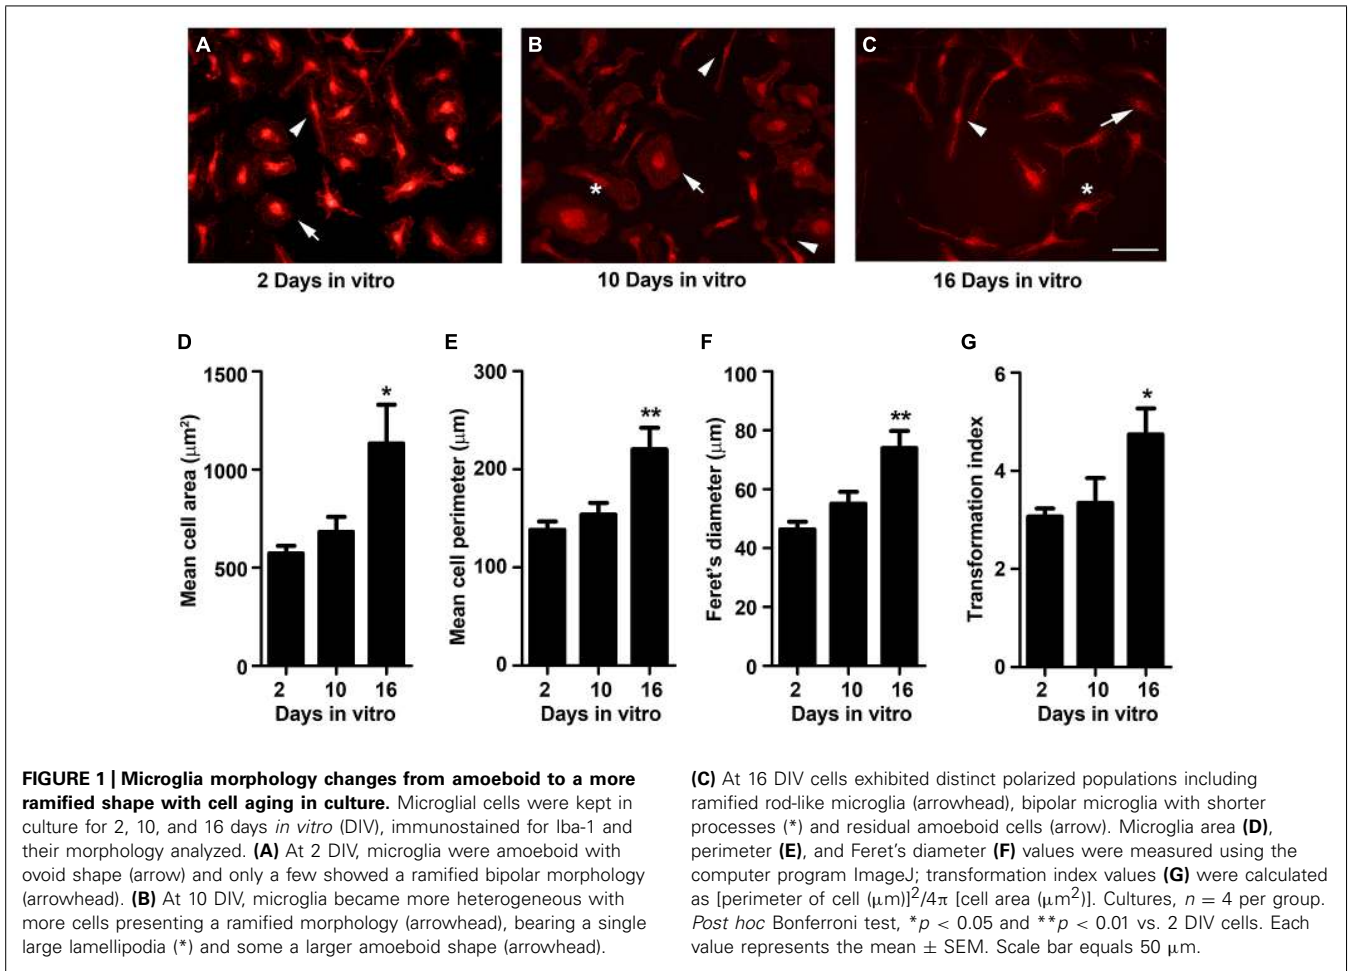 A
B
C
*
*
2 Days in vitro
10 Days in vitro
16 Days in vitro
D
E
F
G
Mean cell area (μm²)
1500
1000
500
0
*
2 10 16
Days in vitro
Mean cell perimeter (μm)
300
200
100
0
**
2 10 16
Days in vitro
Feret's diameter (μm)
100
80
60
40
20
0
**
2 10 16
Days in vitro
Transformation index
6
4
2
0
*
2 10 16
Days in vitro
FIGURE 1 | Microglia morphology changes from amoeboid to a more
ramified shape with cell aging in culture. Microglial cells were kept in
culture for 2, 10, and 16 days in vitro (DIV), immunostained for Iba-1 and
their morphology analyzed. (A) At 2 DIV, microglia were amoeboid with
ovoid shape (arrow) and only a few showed a ramified bipolar morphology
(arrowhead). (B) At 10 DIV, microglia became more heterogeneous with
more cells presenting a ramified morphology (arrowhead), bearing a single
large lamellipodia (*) and some a larger amoeboid shape (arrowhead).
(C) At 16 DIV cells exhibited distinct polarized populations including
ramified rod-like microglia (arrowhead), bipolar microglia with shorter
processes (*) and residual amoeboid cells (arrow). Microglia area (D),
perimeter (E), and Feret's diameter (F) values were measured using the
computer program ImageJ; transformation index values (G) were calculated
as [perimeter of cell (μm)]²/4π [cell area (μm²)]. Cultures, n = 4 per group.
Post hoc Bonferroni test, *p < 0.05 and **p < 0.01 vs. 2 DIV cells. Each
value represents the mean ± SEM. Scale bar equals 50 μm.